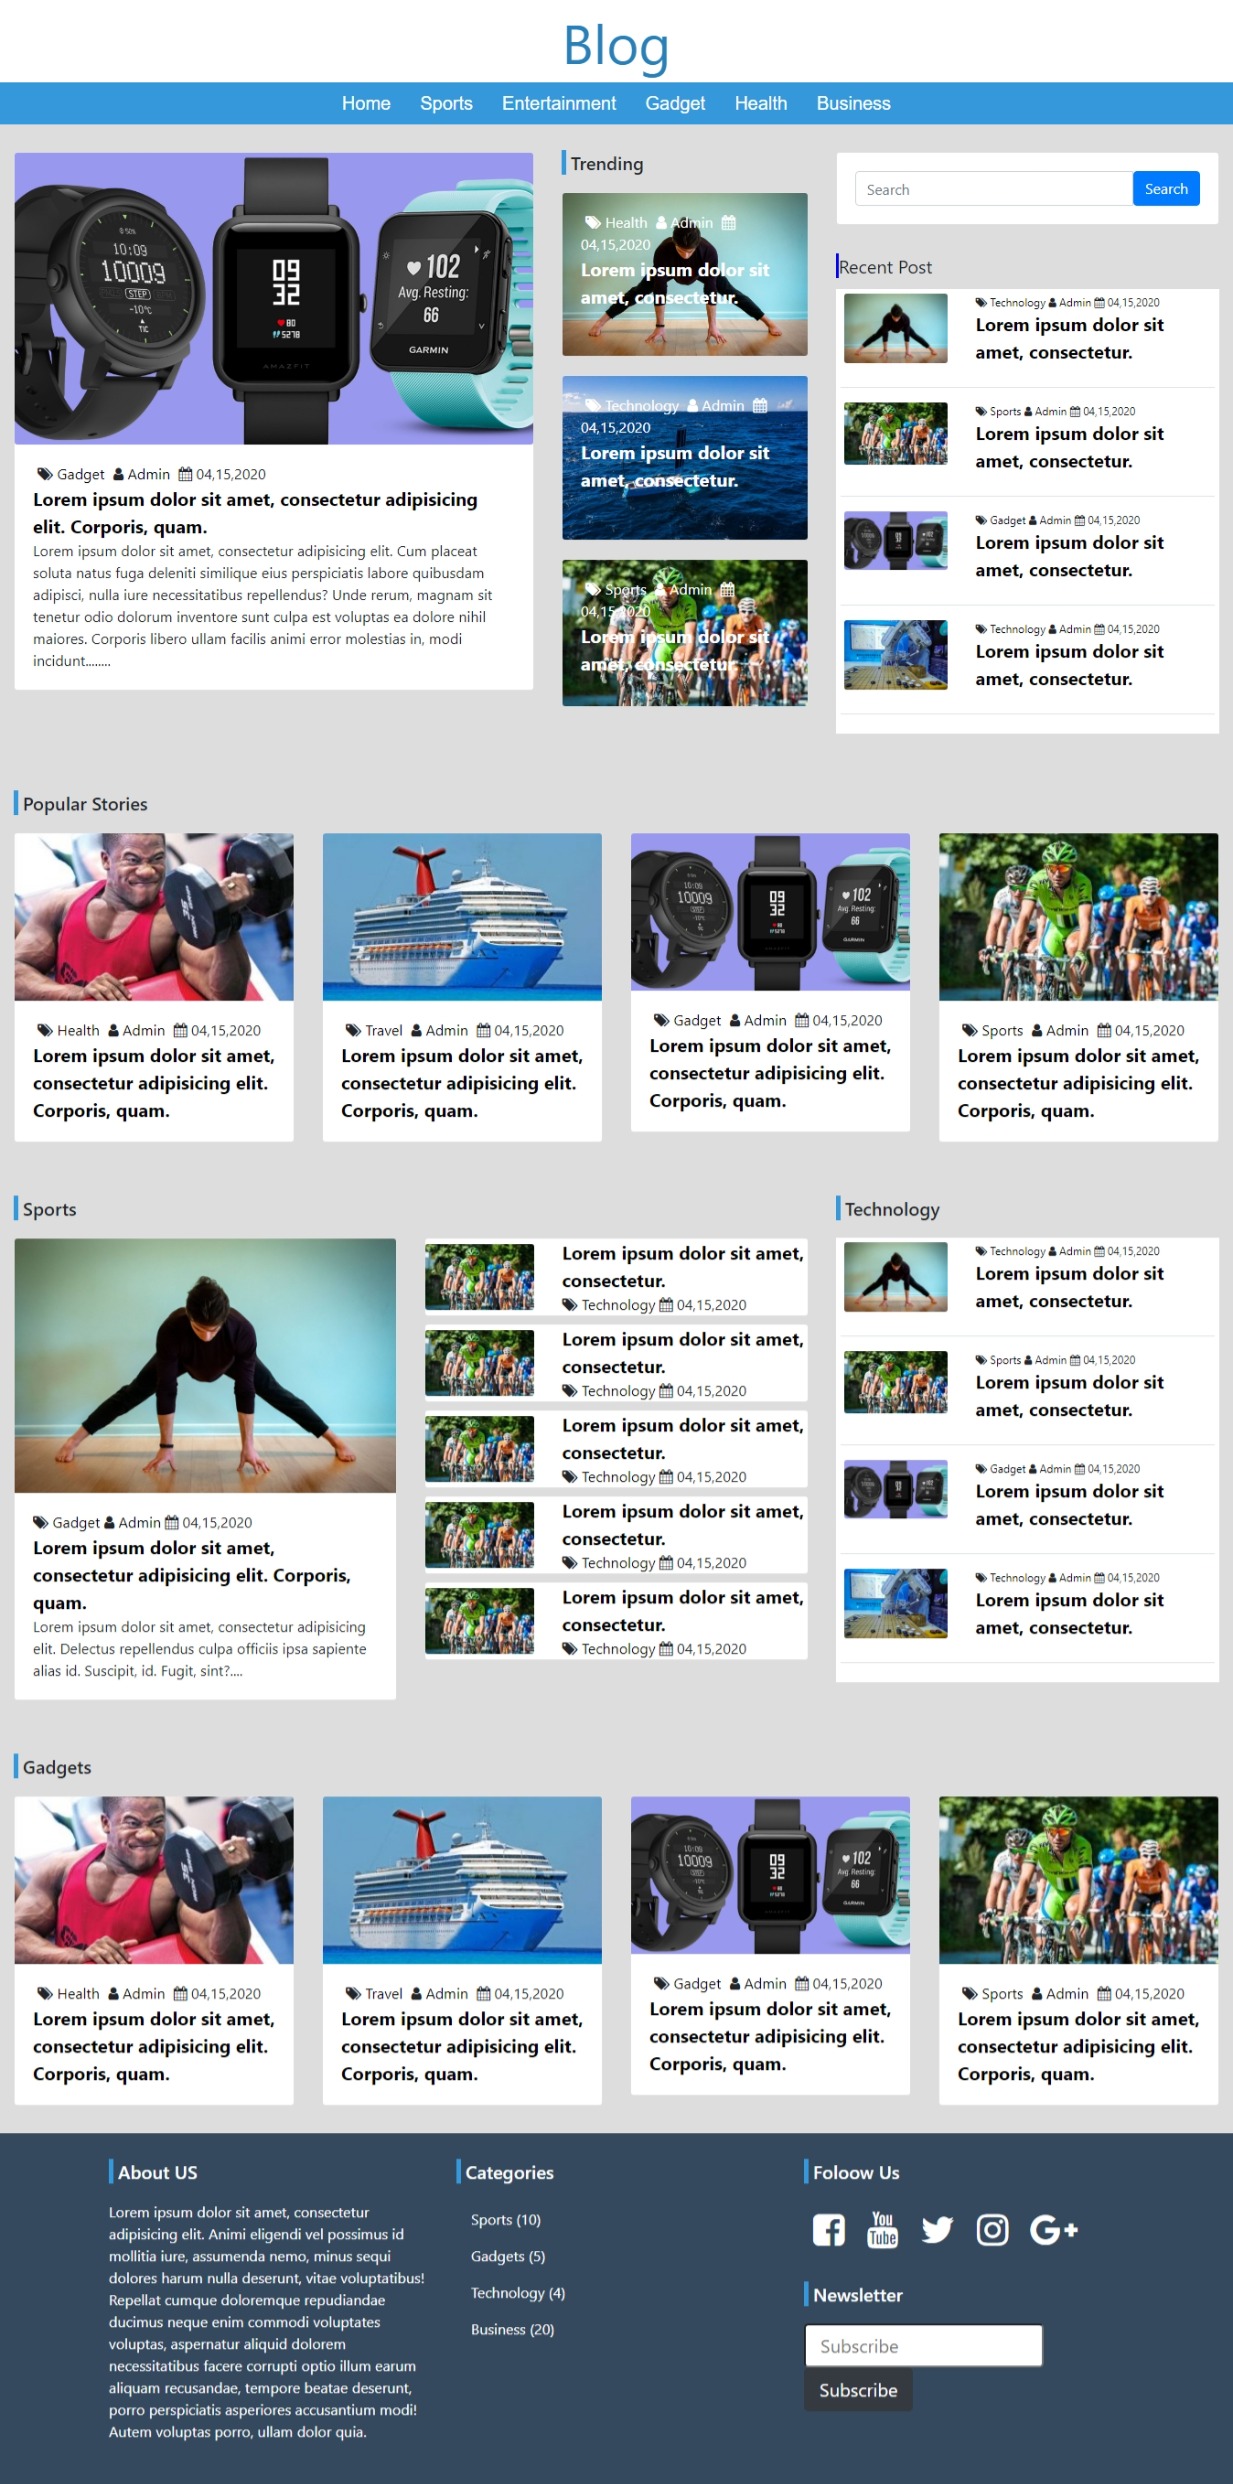 Blog
Home Sports Entertainment Gadget Health Business
10:09
10009
STEP
-10°C
TIC
09
32
80
5278
AMAZFIT
102
Avg. Resting:
66
GARMIN
Gadget Admin 04,15,2020
Lorem ipsum dolor sit amet, consectetur adipisicing
elit. Corporis, quam.
Lorem ipsum dolor sit amet, consectetur adipisicing elit. Cum placeat
soluta natus fuga deleniti similique eius perspiciatis labore quibusdam
adipisci, nulla iure necessitatibus repellendus? Unde rerum, magnam sit
tenetur odio dolorum inventore sunt culpa est voluptas ea dolore nihil
maiores. Corporis libero ullam facilis animi error molestias in, modi
incidunt........
Trending
Health Admin
04,15,2020
Lorem ipsum dolor sit
amet, consectetur.
Technology Admin
04,15,2020
Lorem ipsum dolor sit
amet, consectetur.
Sports Admin
04,15,2020
Lorem ipsum dolor sit
amet, consectetur.
Search Search
Recent Post
Technology Admin 04,15,2020
Lorem ipsum dolor sit
amet, consectetur.
Sports Admin 04,15,2020
Lorem ipsum dolor sit
amet, consectetur.
Gadget Admin 04,15,2020
Lorem ipsum dolor sit
amet, consectetur.
Technology Admin 04,15,2020
Lorem ipsum dolor sit
amet, consectetur.
Popular Stories
Health Admin 04,15,2020
Lorem ipsum dolor sit amet,
consectetur adipisicing elit.
Corporis, quam.
Travel Admin 04,15,2020
Lorem ipsum dolor sit amet,
consectetur adipisicing elit.
Corporis, quam.
10:09
10009
09
32
102
Avg. Resting:
66
GARMIN
Gadget Admin 04,15,2020
Lorem ipsum dolor sit amet,
consectetur adipisicing elit.
Corporis, quam.
Sports Admin 04,15,2020
Lorem ipsum dolor sit amet,
consectetur adipisicing elit.
Corporis, quam.
Sports
Gadget Admin 04,15,2020
Lorem ipsum dolor sit amet,
consectetur adipisicing elit. Corporis,
quam.
Lorem ipsum dolor sit amet, consectetur adipisicing
elit. Delectus repellendus culpa officiis ipsa sapiente
alias id. Suscipit, id. Fugit, sint?....
Lorem ipsum dolor sit amet,
consectetur.
Technology 04,15,2020
Lorem ipsum dolor sit amet,
consectetur.
Technology 04,15,2020
Lorem ipsum dolor sit amet,
consectetur.
Technology 04,15,2020
Lorem ipsum dolor sit amet,
consectetur.
Technology 04,15,2020
Lorem ipsum dolor sit amet,
consectetur.
Technology 04,15,2020
Technology
Technology Admin 04,15,2020
Lorem ipsum dolor sit
amet, consectetur.
Sports Admin 04,15,2020
Lorem ipsum dolor sit
amet, consectetur.
Gadget Admin 04,15,2020
Lorem ipsum dolor sit
amet, consectetur.
Technology Admin 04,15,2020
Lorem ipsum dolor sit
amet, consectetur.
Gadgets
Health Admin 04,15,2020
Lorem ipsum dolor sit amet,
consectetur adipisicing elit.
Corporis, quam.
Travel Admin 04,15,2020
Lorem ipsum dolor sit amet,
consectetur adipisicing elit.
Corporis, quam.
10:09
10009
09
32
102
Avg. Resting:
66
GARMIN
Gadget Admin 04,15,2020
Lorem ipsum dolor sit amet,
consectetur adipisicing elit.
Corporis, quam.
Sports Admin 04,15,2020
Lorem ipsum dolor sit amet,
consectetur adipisicing elit.
Corporis, quam.
About US
Lorem ipsum dolor sit amet, consectetur
adipisicing elit. Animi eligendi vel possimus id
mollitia iure, assumenda nemo, minus sequi
dolores harum nulla deserunt, vitae voluptatibus!
Repellat cumque doloremque repudiandae
ducimus neque enim commodi voluptates
voluptas, aspernatur aliquid dolorem
necessitatibus facere corrupti optio illum earum
aliquam recusandae, tempore beatae deserunt,
porro perspiciatis asperiores accusantium modi!
Autem voluptas porro, ullam dolor quia.
Categories
Sports (10)
Gadgets (5)
Technology (4)
Business (20)
Foloow Us
You
Tube
G+
Newsletter
Subscribe
Subscribe